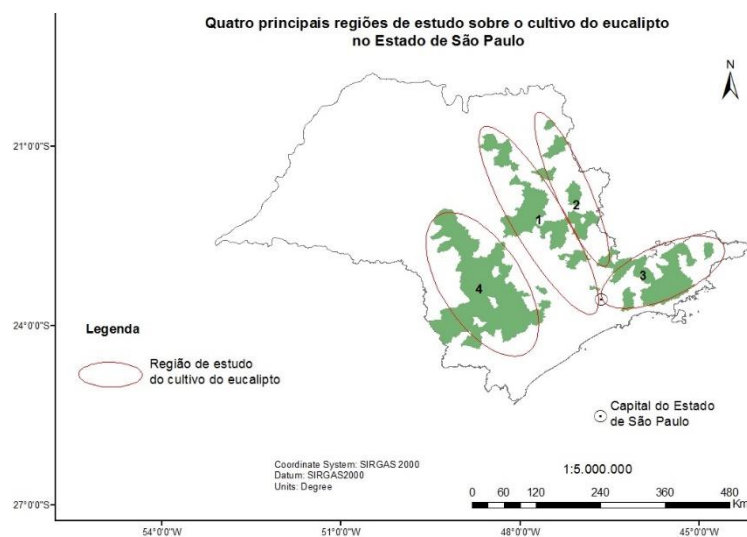 Quatro principais regiões de estudo sobre o cultivo do eucalipto
no Estado de São Paulo
N
21°0'0"S
24°0'0"S
27°0'0"S
1
2
3
4
Legenda
Região de estudo
do cultivo do eucalipto
Capital do Estado
de São Paulo
Coordinate System: SIRGAS 2000
Datum: SIRGAS2000
Units: Degree
1:5.000.000
0 30 60 120 240 360 480
Km
54°0'0"W 51°0'0"W 48°0'0"W 45°0'0"W